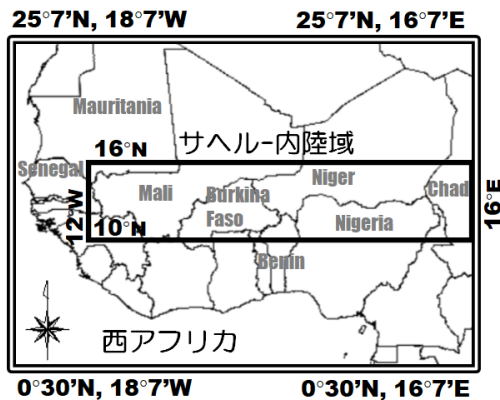 25°7'N, 18°7'W
25°7'N, 16°7'E
Mauritania
サヘル-内陸域
16°N
Senegal
Mali
Burkina
Faso
Niger
Chad
12°W
10°N
Nigeria
16°E
Benin
西アフリカ
0°30'N, 18°7'W
0°30'N, 16°7'E